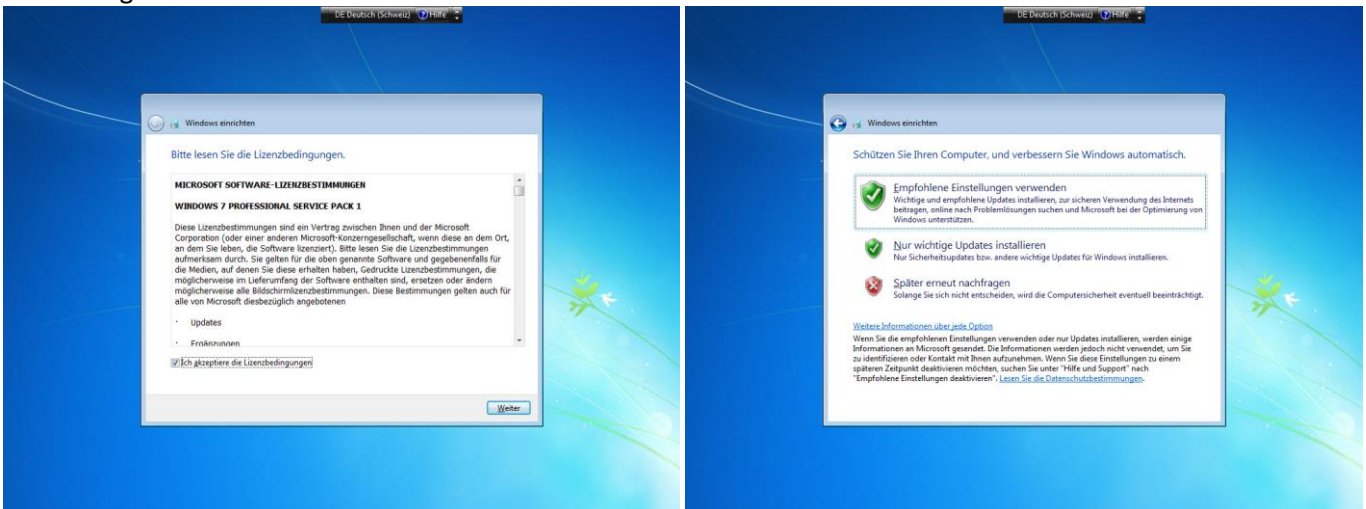 DE Deutsch (Schweiz) Hilfe
Windows einrichten
Bitte lesen Sie die Lizenzbedingungen.
MICROSOFT SOFTWARE-LIZENZBESTIMMUNGEN
WINDOWS 7 PROFESSIONAL SERVICE PACK 1
Diese Lizenzbestimmungen sind ein Vertrag zwischen Ihnen und der Microsoft
Corporation (oder einer anderen Microsoft-Konzerngesellschaft, wenn diese an dem Ort,
an dem Sie leben, die Software lizenziert). Bitte lesen Sie die Lizenzbestimmungen
aufmerksam durch. Sie gelten für die oben genannte Software und gegebenenfalls für
die Medien, auf denen Sie diese erhalten haben, Gedruckte Lizenzbestimmungen, die
möglicherweise im Lieferumfang der Software enthalten sind, ersetzen oder ändern
möglicherweise alle Bildschirmlizenzbestimmungen. Diese Bestimmungen gelten auch für
alle von Microsoft diesbezüglich angebotenen
· Updates
· Ergänzungen
Ich akzeptiere die Lizenzbedingungen
Weiter
DE Deutsch (Schweiz) Hilfe
Windows einrichten
Schützen Sie Ihren Computer, und verbessern Sie Windows automatisch.
Empfohlene Einstellungen verwenden
Wichtige und empfohlene Updates installieren, zur sicheren Verwendung des Internets
beitragen, online nach Problemlösungen suchen und Microsoft bei der Optimierung von
Windows unterstützen.
Nur wichtige Updates installieren
Nur Sicherheitsupdates bzw. andere wichtige Updates für Windows installieren.
Später erneut nachfragen
Solange Sie sich nicht entscheiden, wird die Computersicherheit eventuell beeinträchtigt.
Weitere Informationen über jede Option
Wenn Sie die empfohlenen Einstellungen verwenden oder nur Updates installieren, werden einige
Informationen an Microsoft gesendet. Die Informationen werden jedoch nicht verwendet, um Sie
zu identifizieren oder Kontakt mit Ihnen aufzunehmen. Wenn Sie diese Einstellungen zu einem
späteren Zeitpunkt deaktivieren möchten, suchen Sie unter "Hilfe und Support" nach
"Empfohlene Einstellungen deaktivieren". Lesen Sie die Datenschutzbestimmungen.